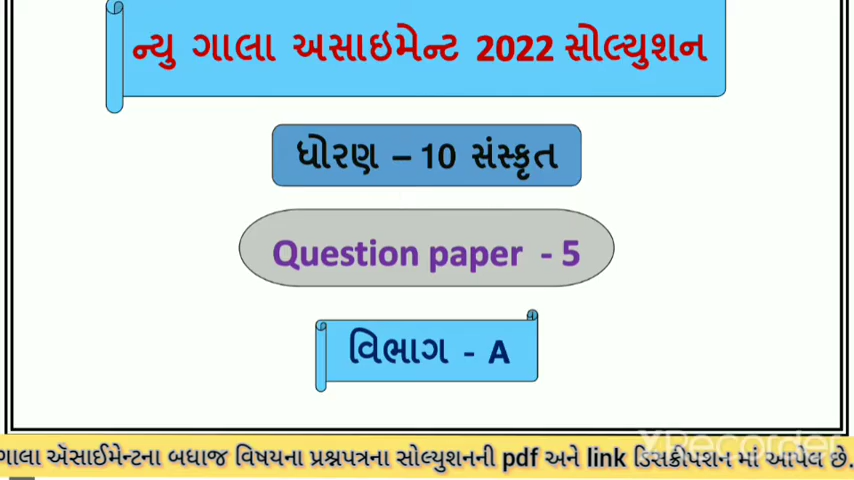 ન્યુ ગાલા અસાઇમેન્ટ 2022 સોલ્યુશન
ધોરણ – 10 સંસ્કૃત
Question paper - 5
વિભાગ - A
XRecorder
ગાલા ઍસાઈમેન્ટના બધાજ વિષયના પ્રશ્નપત્રના સોલ્યુશનની pdf અને link ડિસક્રીપશન માં આપેલ છે.